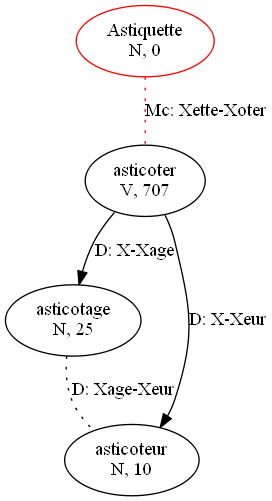 Astiquette
N, 0
Mc: Xette-Xoter
asticoter
V, 707
D: X-Xage
asticotage
N, 25
D: X-Xeur
D: Xage-Xeur
asticoteur
N, 10